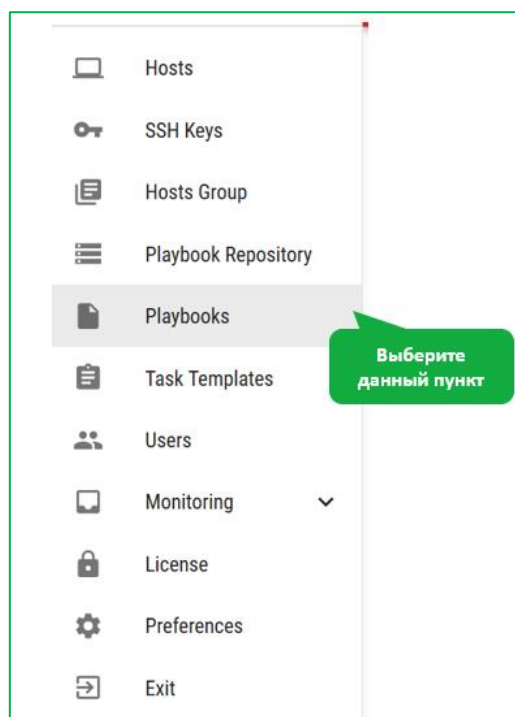 Hosts
SSH Keys
Hosts Group
Playbook Repository
Playbooks
Выберите
данный пункт
Task Templates
Users
Monitoring
License
Preferences
Exit